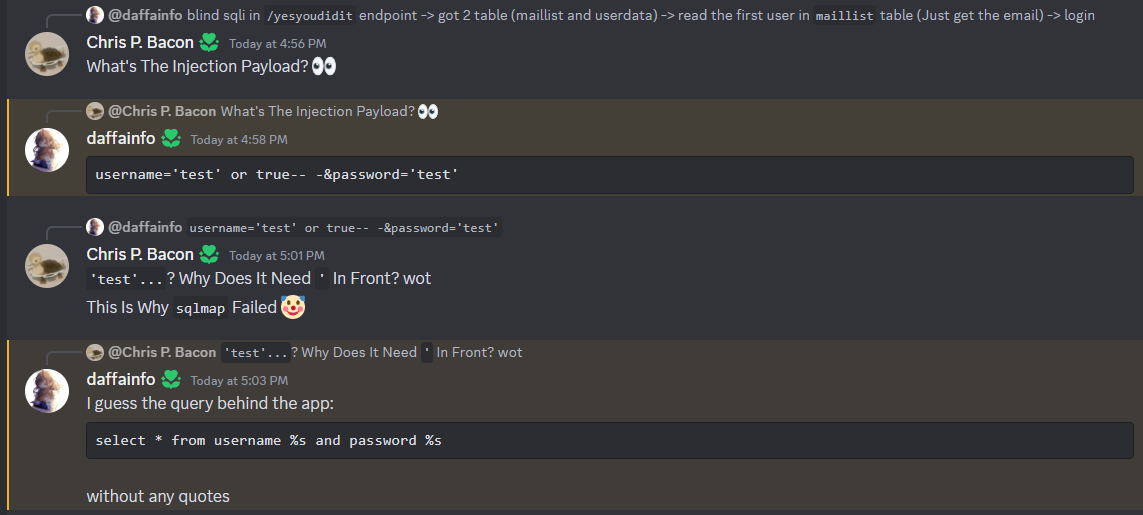 @daffainfo blind sqli in /yesyoudidit endpoint -> got 2 table (maillist and userdata) -> read the first user in maillist table (Just get the email) -> login
Chris P. Bacon Today at 4:56 PM
What's The Injection Payload? 👀
@Chris P. Bacon What's The Injection Payload? 👀
daffainfo Today at 4:58 PM
username='test' or true-- -&password='test'
@daffainfo username='test' or true-- -&password='test'
Chris P. Bacon Today at 5:01 PM
'test'...? Why Does It Need ' In Front? wot
This Is Why sqlmap Failed 🤡
@Chris P. Bacon 'test'...? Why Does It Need ' In Front? wot
daffainfo Today at 5:03 PM
I guess the query behind the app:
select * from username %s and password %s
without any quotes